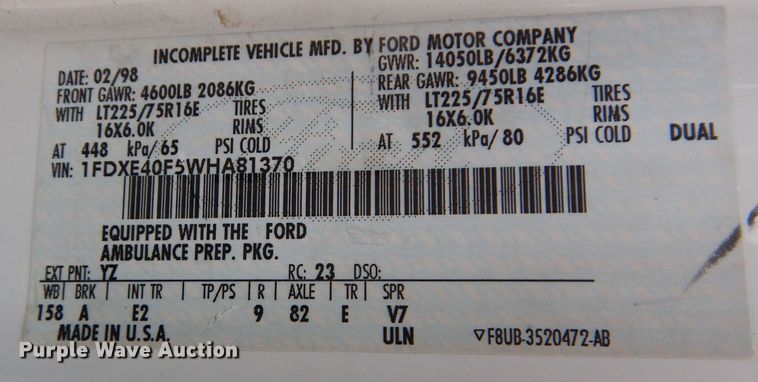 INCOMPLETE VEHICLE MFD. BY FORD MOTOR COMPANY
DATE: 02/98 GVWR: 14050LB/6372KG
FRONT GAWR: 4600LB 2086KG REAR GAWR: 9450LB 4286KG
WITH LT225/75R16E TIRES WITH LT225/75R16E TIRES
16X6.0K RIMS 16X6.0K RIMS
AT 448 kPa/65 PSI COLD AT 552 kPa/80 PSI COLD DUAL
VIN: 1FDXE40F5WHA81370
EQUIPPED WITH THE FORD
AMBULANCE PREP. PKG.
EXT PNT: YZ RC: 23 DSO:
WB BRK INT TR TP/PS R AXLE TR SPR
158 A E2 9 82 E V7
MADE IN U.S.A. ULN ▽F8UB-3520472-AB
Purple Wave Auction